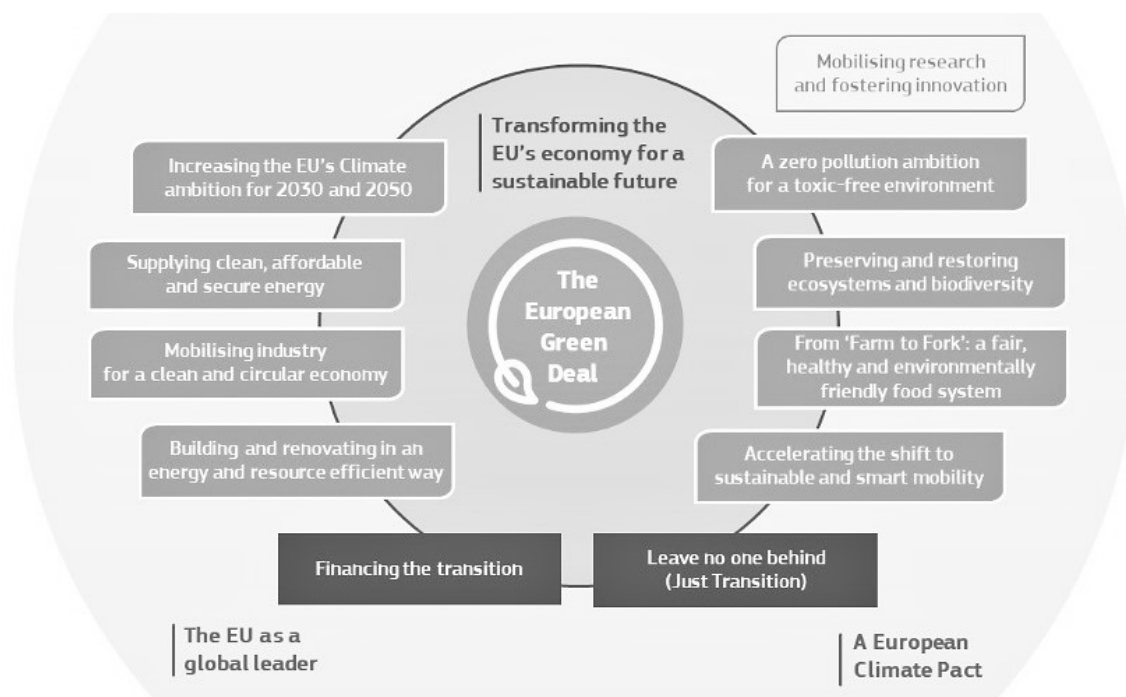 Mobilising research
and fostering innovation
Transforming the
EU's economy for a
sustainable future
Increasing the EU's Climate
ambition for 2030 and 2050
A zero pollution ambition
for a toxic-free environment
Supplying clean, affordable
and secure energy
Preserving and restoring
ecosystems and biodiversity
The
European
Green
Deal
Mobilising industry
for a clean and circular economy
From ‘Farm to Fork’: a fair,
healthy and environmentally
friendly food system
Building and renovating in an
energy and resource efficient way
Accelerating the shift to
sustainable and smart mobility
Financing the transition
Leave no one behind
(Just Transition)
The EU as a
global leader
A European
Climate Pact